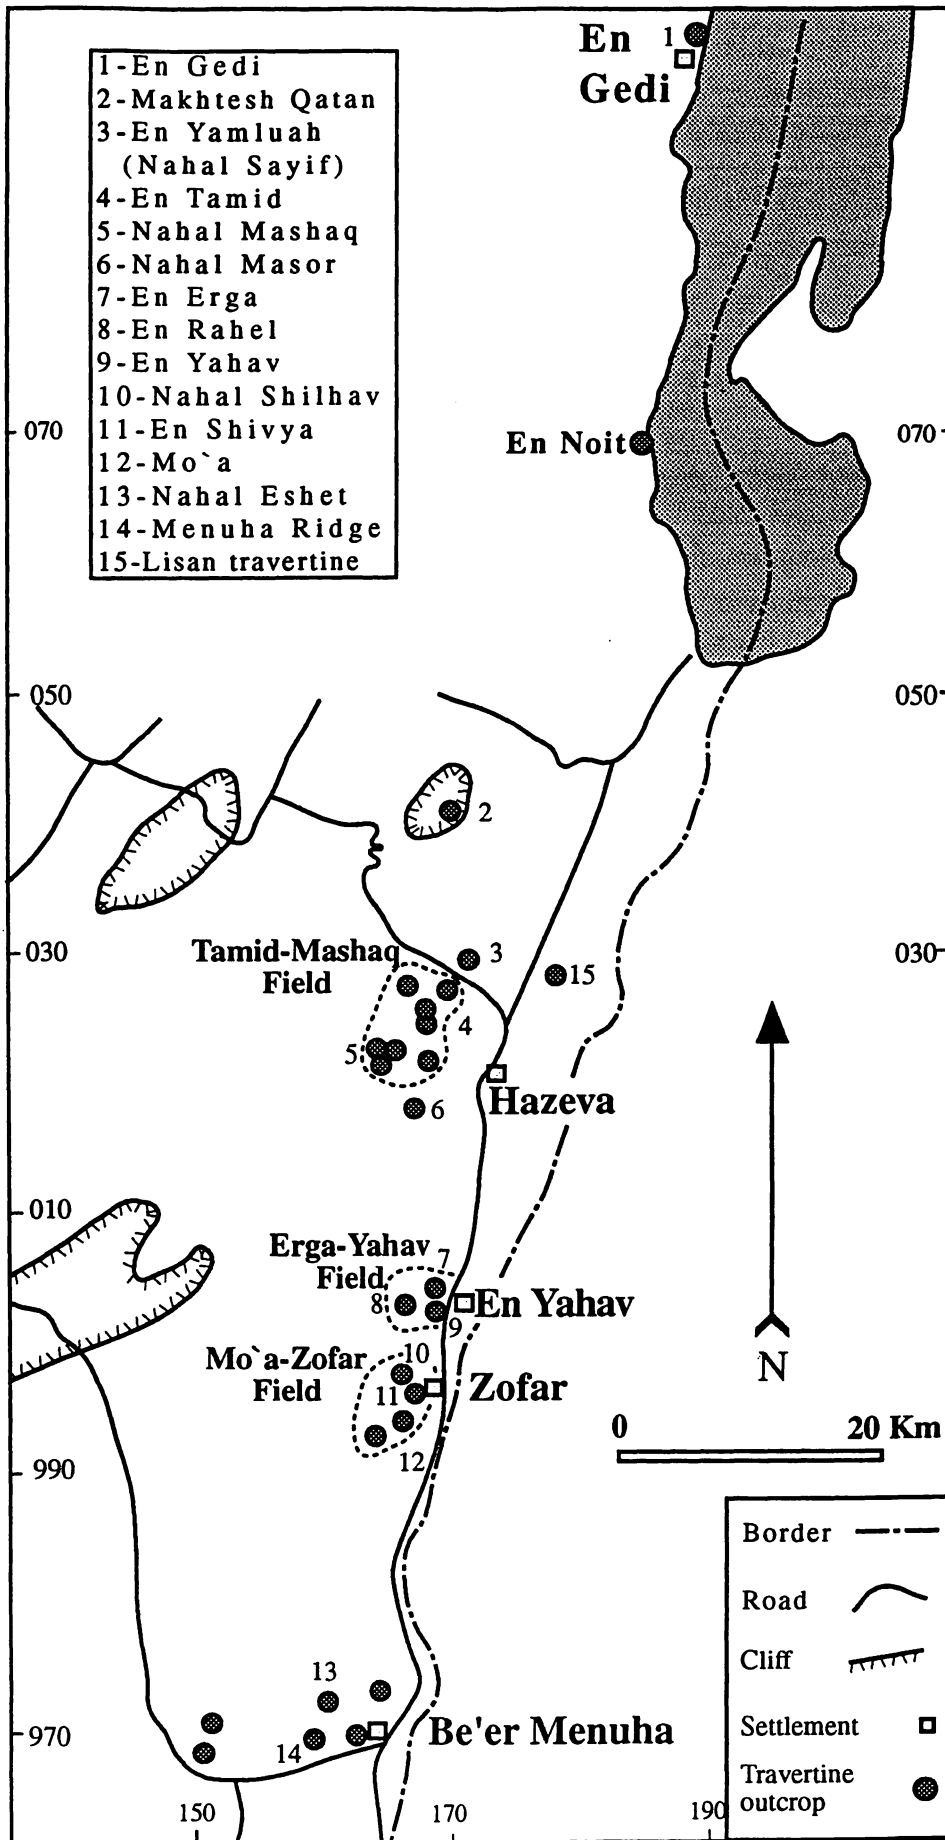 En
Gedi
1
1-En Gedi
2-Makhtesh Qatan
3-En Yamluah
(Nahal Sayif)
4-En Tamid
5-Nahal Mashaq
6-Nahal Masor
7-En Erga
8-En Rahel
9-En Yahav
10-Nahal Shilhav
11-En Shivya
12-Mo`a
13-Nahal Eshet
14-Menuha Ridge
15-Lisan travertine
070
En Noit
070
050
050
2
030
Tamid-Mashaq
Field
3
15
030
4
5
Hazeva
6
010
Erga-Yahav
Field
7
8
9
En Yahav
Mo`a-Zofar
Field
10
11
Zofar
12
N
0
20 Km
990
Border
Road
Cliff
Settlement
Travertine
outcrop
13
14
Be'er Menuha
970
150
170
190